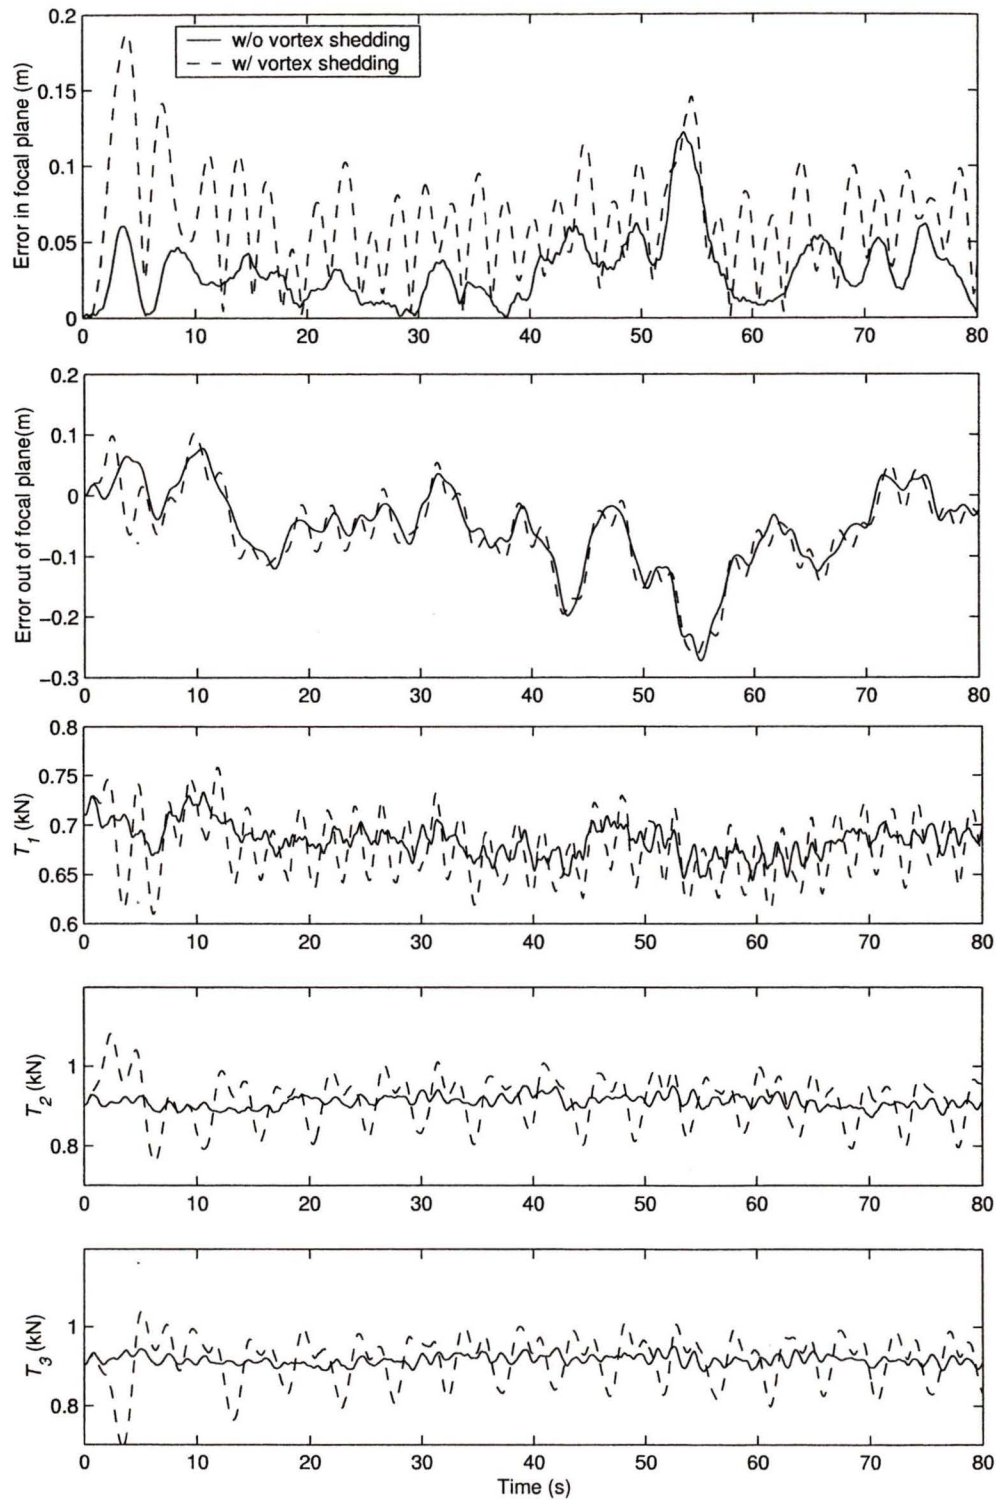 0.2
w/o vortex shedding
w/ vortex shedding
0.15
0.1
0.05
0
Error in focal plane (m)
0 10 20 30 40 50 60 70 80
0.2
0.1
0
−0.1
−0.2
−0.3
Error out of focal plane(m)
0 10 20 30 40 50 60 70 80
0.8
0.75
0.7
0.65
0.6
T1 (kN)
0 10 20 30 40 50 60 70 80
1
0.8
T2 (kN)
0 10 20 30 40 50 60 70 80
1
0.8
T3 (kN)
0 10 20 30 40 50 60 70 80
Time (s)